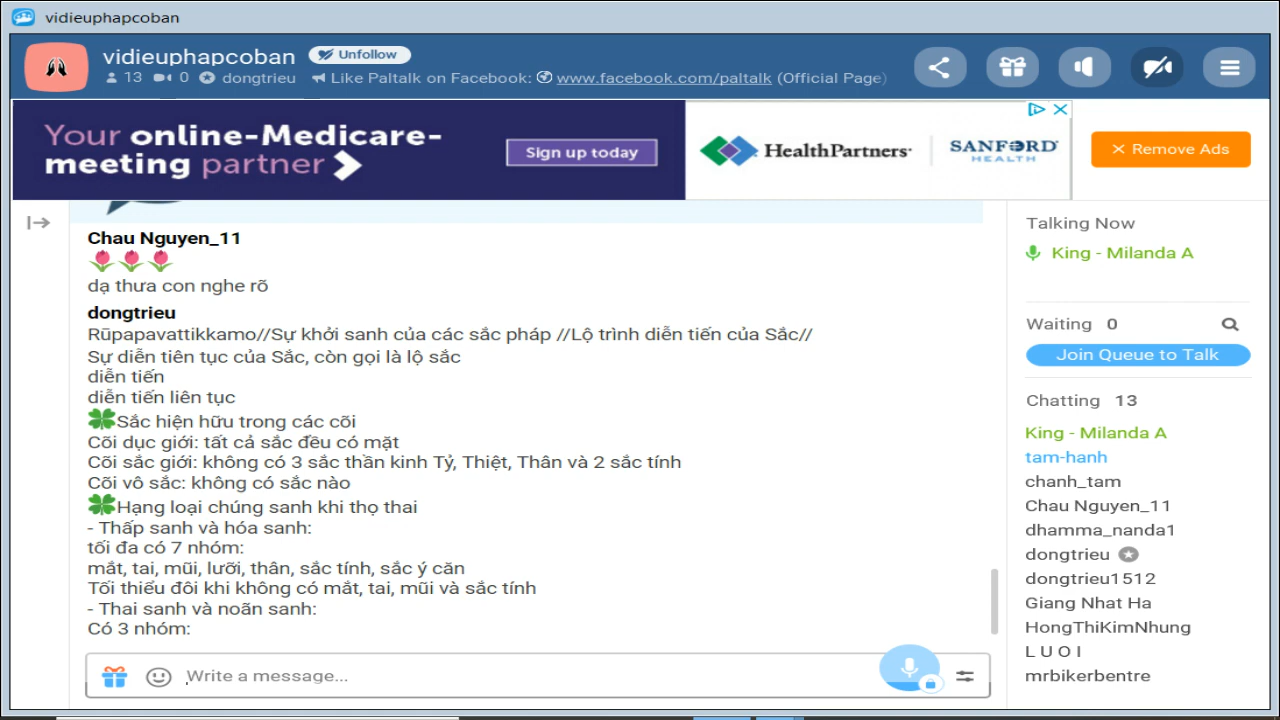 vidieuphapcoban
vidieuphapcoban Unfollow
13 0 dongtrieu Like Paltalk on Facebook: www.facebook.com/paltalk (Official Page)
Your online-Medicare-
meeting partner
Sign up today
HealthPartners
SANFORD
HEALTH
Remove Ads
Chau Nguyen_11
🌷🌷🌷
dạ thưa con nghe rõ
dongtrieu
Rūpapavattikkamo//Sự khởi sanh của các sắc pháp //Lộ trình diễn tiến của Sắc//
Sự diễn tiên tục của Sắc, còn gọi là lộ sắc
diễn tiến
diễn tiến liên tục
🍀Sắc hiện hữu trong các cõi
Cõi dục giới: tất cả sắc đều có mặt
Cõi sắc giới: không có 3 sắc thần kinh Tỷ, Thiệt, Thân và 2 sắc tính
Cõi vô sắc: không có sắc nào
🍀Hạng loại chúng sanh khi thọ thai
- Thấp sanh và hóa sanh:
tối đa có 7 nhóm:
mắt, tai, mũi, lưỡi, thân, sắc tính, sắc ý căn
Tối thiểu đôi khi không có mắt, tai, mũi và sắc tính
- Thai sanh và noãn sanh:
Có 3 nhóm:
Write a message...
Talking Now
King - Milanda A
Waiting 0
Join Queue to Talk
Chatting 13
King - Milanda A
tam-hanh
chanh_tam
Chau Nguyen_11
dhamma_nanda1
dongtrieu
dongtrieu1512
Giang Nhat Ha
HongThiKimNhung
L U O I
mrbikerbentre